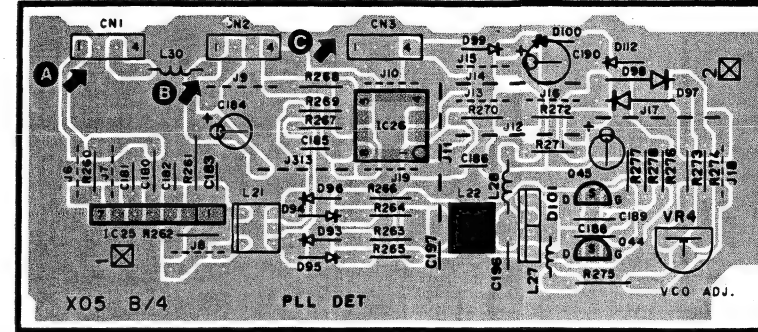 CN1
CN2
C
CN3
D99
D100
1 4
1 4
1 4
C190
D112
L30
J15
J14
D98
2
A
B
J9
R268
J10
D97
C184
R269
J13
J16
R270
R272
J17
R267
IC26
J11
J12
C185
R271
J313
J19
C186
Q45
J6
R260
J7
C181
C180
C182
R261
C183
L21
D96
R266
L22
L28
D101
D S G
R277
R278
R276
R273
R274
J18
D94
R264
C189
7 1
IC25
R262
D93
R263
C188
VR4
J8
R265
C197
C196
L27
D S G
Q44
1
D95
R275
X05 B/4
PLL DET
VCO ADJ.